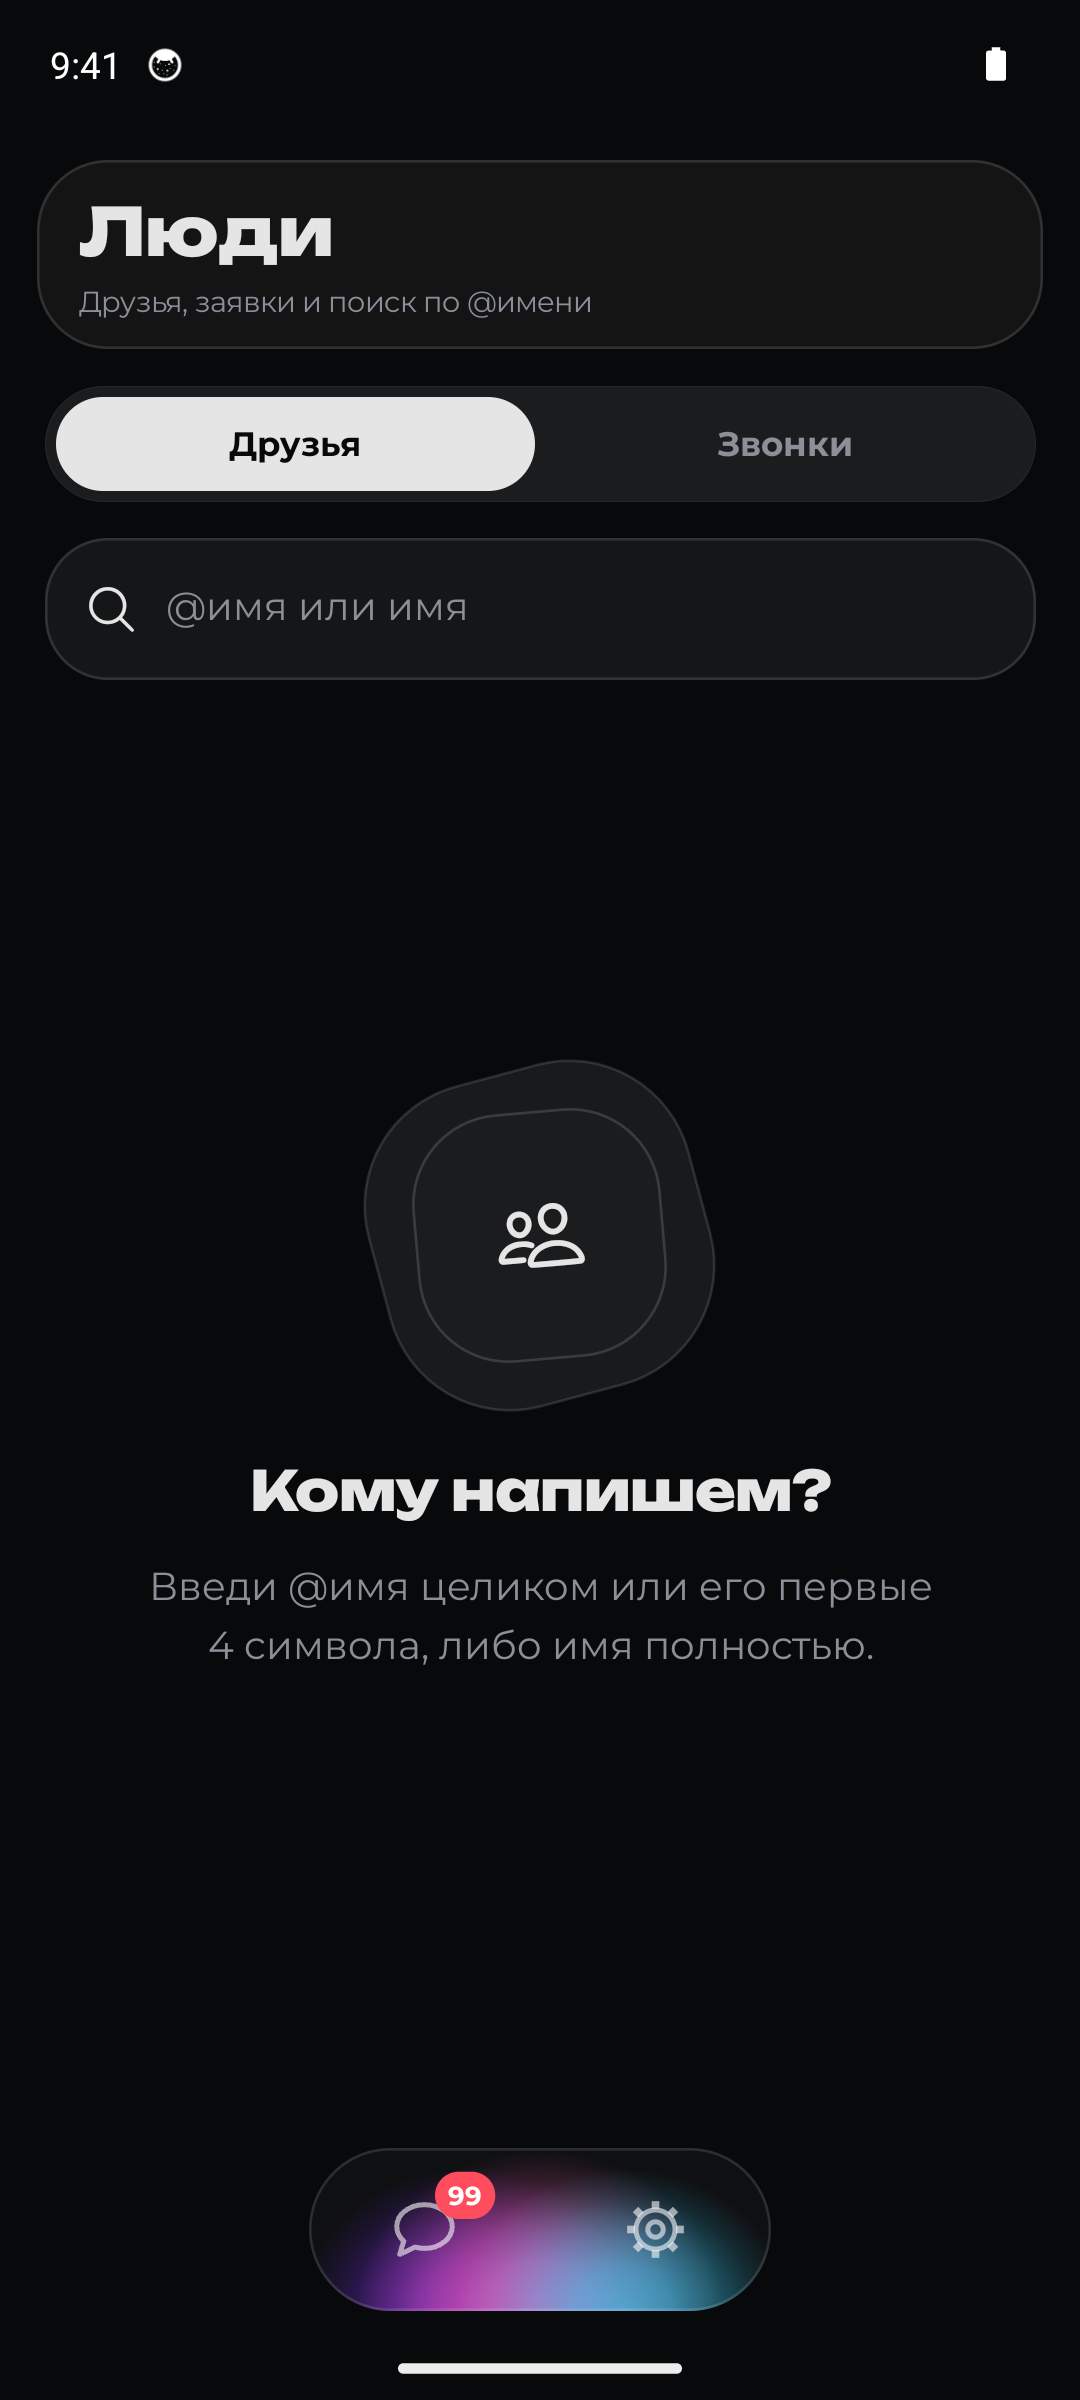 9:41
Люди
Друзья, заявки и поиск по @имени
Друзья
Звонки
@имя или имя
Кому напишем?
Введи @имя целиком или его первые
4 символа, либо имя полностью.
99